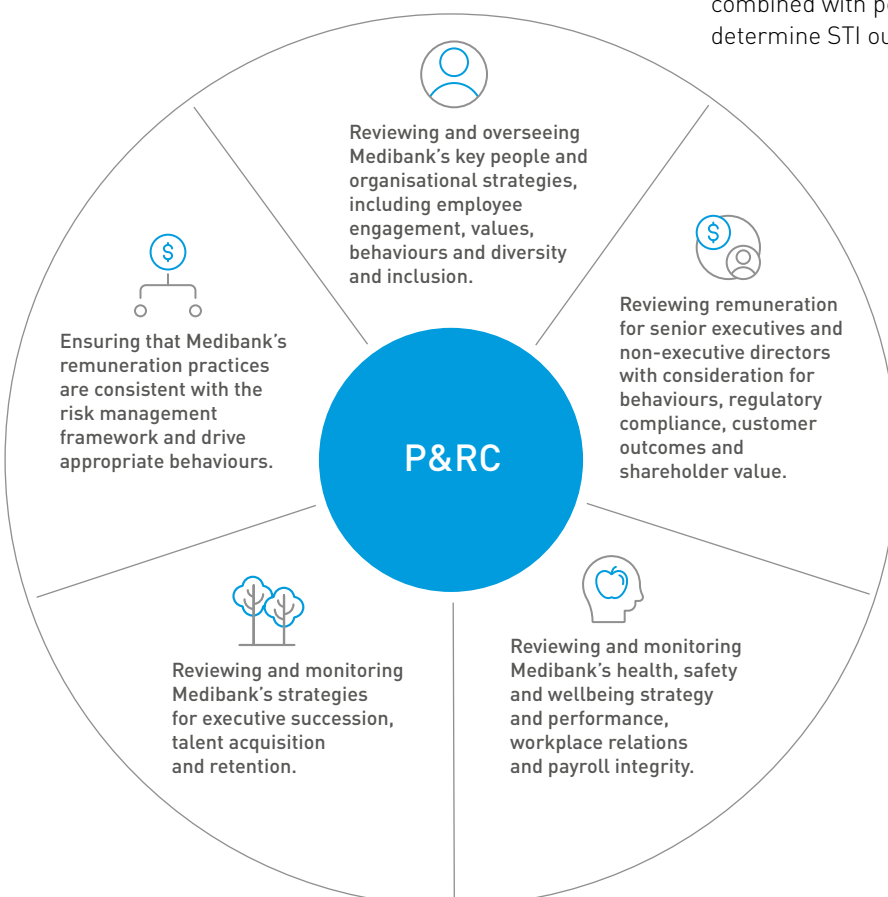 combined with
determine STI
Reviewing and overseeing
Medibank's key people and
organisational strategies,
including employee
engagement, values,
behaviours and diversity
and inclusion.
$
Reviewing remuneration
for senior executives and
non-executive directors
with consideration for
behaviours, regulatory
compliance, customer
outcomes and
shareholder value.
$
Ensuring that Medibank's
remuneration practices
are consistent with the
risk management
framework and drive
appropriate behaviours.
P&RC
Reviewing and monitoring
Medibank's strategies
for executive succession,
talent acquisition
and retention.
Reviewing and monitoring
Medibank's health, safety
and wellbeing strategy
and performance,
workplace relations
and payroll integrity.